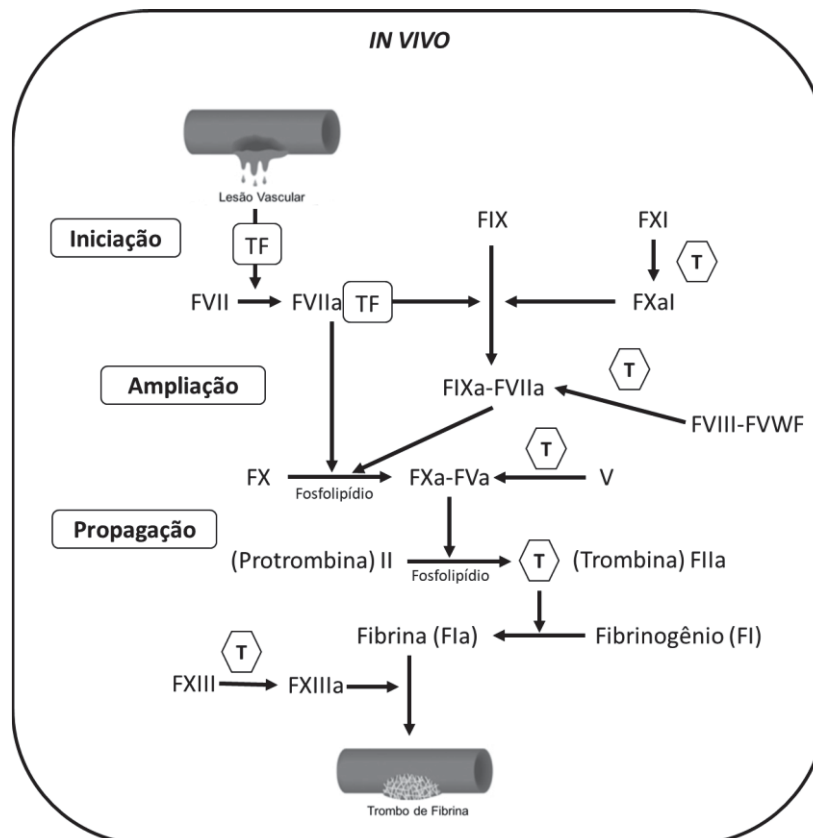 IN VIVO
Lesão Vascular
Iniciação
TF
FIX
FXI
T
FVII
FVIIa
TF
FXaI
Ampliação
T
FIXa-FVIIa
FVIII-FVWF
T
FX
Fosfolipídio
FXa-FVa
V
Propagação
(Protrombina) II
Fosfolipídio
T
(Trombina) FIIa
Fibrina (FIa)
Fibrinogênio (FI)
T
FXIII
FXIIIa
Trombo de Fibrina